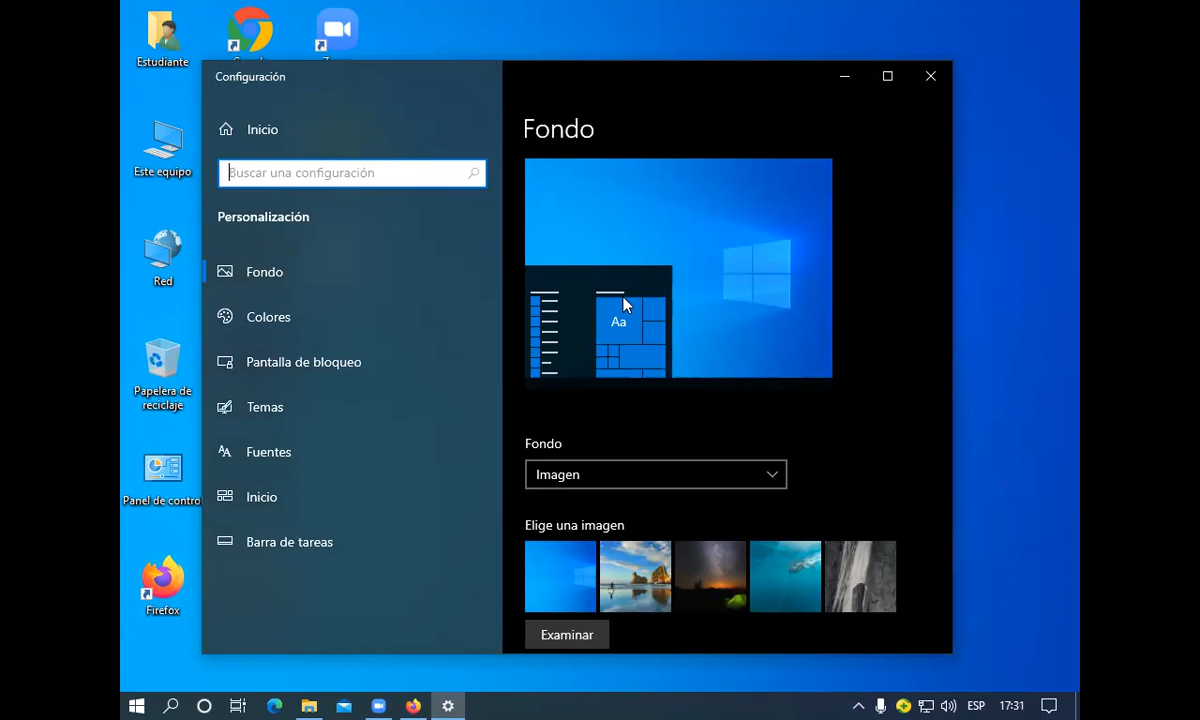 Estudiante
Configuración
Inicio
Buscar una configuración
Personalización
Fondo
Colores
Pantalla de bloqueo
Temas
Fuentes
Inicio
Barra de tareas
Este equipo
Red
Papelera de
reciclaje
Panel de control
Firefox
Fondo
Aa
Fondo
Imagen
Elige una imagen
Examinar
ESP
17:31